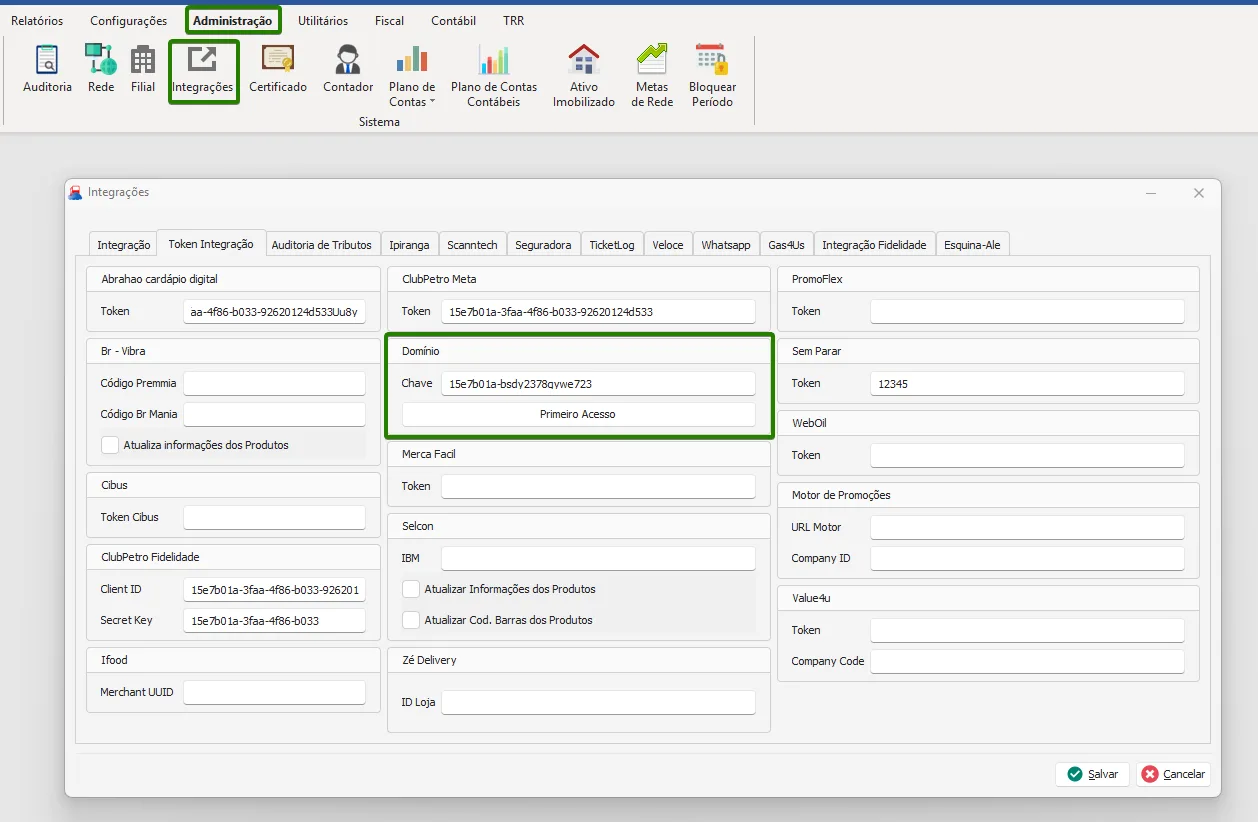 Relatórios
Configurações
Administração
Utilitários
Fiscal
Contábil
TRR
Auditoria
Rede
Filial
Integrações
Certificado
Contador
Plano de
Contas
Plano de Contas
Contábeis
Ativo
Imobilizado
Metas
de Rede
Bloquear
Período
Sistema
Integrações
Integração
Token Integração
Auditoria de Tributos
Ipiranga
Scanntech
Seguradora
TicketLog
Veloce
Whatsapp
Gas4Us
Integração Fidelidade
Esquina-Ale
Abrahao cardápio digital
Token
aa-4f86-b033-92620124d533Uu8y
Br - Vibra
Código Premmia
Código Br Mania
Atualiza informações dos Produtos
Cibus
Token Cibus
ClubPetro Fidelidade
Client ID
15e7b01a-3faa-4f86-b033-926201
Secret Key
15e7b01a-3faa-4f86-b033
Ifood
Merchant UUID
ClubPetro Meta
Token
15e7b01a-3faa-4f86-b033-92620124d533
Domínio
Chave
15e7b01a-bsdy2378qywe723
Primeiro Acesso
Merca Facil
Token
Selcon
IBM
Atualizar Informações dos Produtos
Atualizar Cod. Barras dos Produtos
Zé Delivery
ID Loja
PromoFlex
Token
Sem Parar
Token
12345
WebOil
Token
Motor de Promoções
URL Motor
Company ID
Value4u
Token
Company Code
Salvar
Cancelar